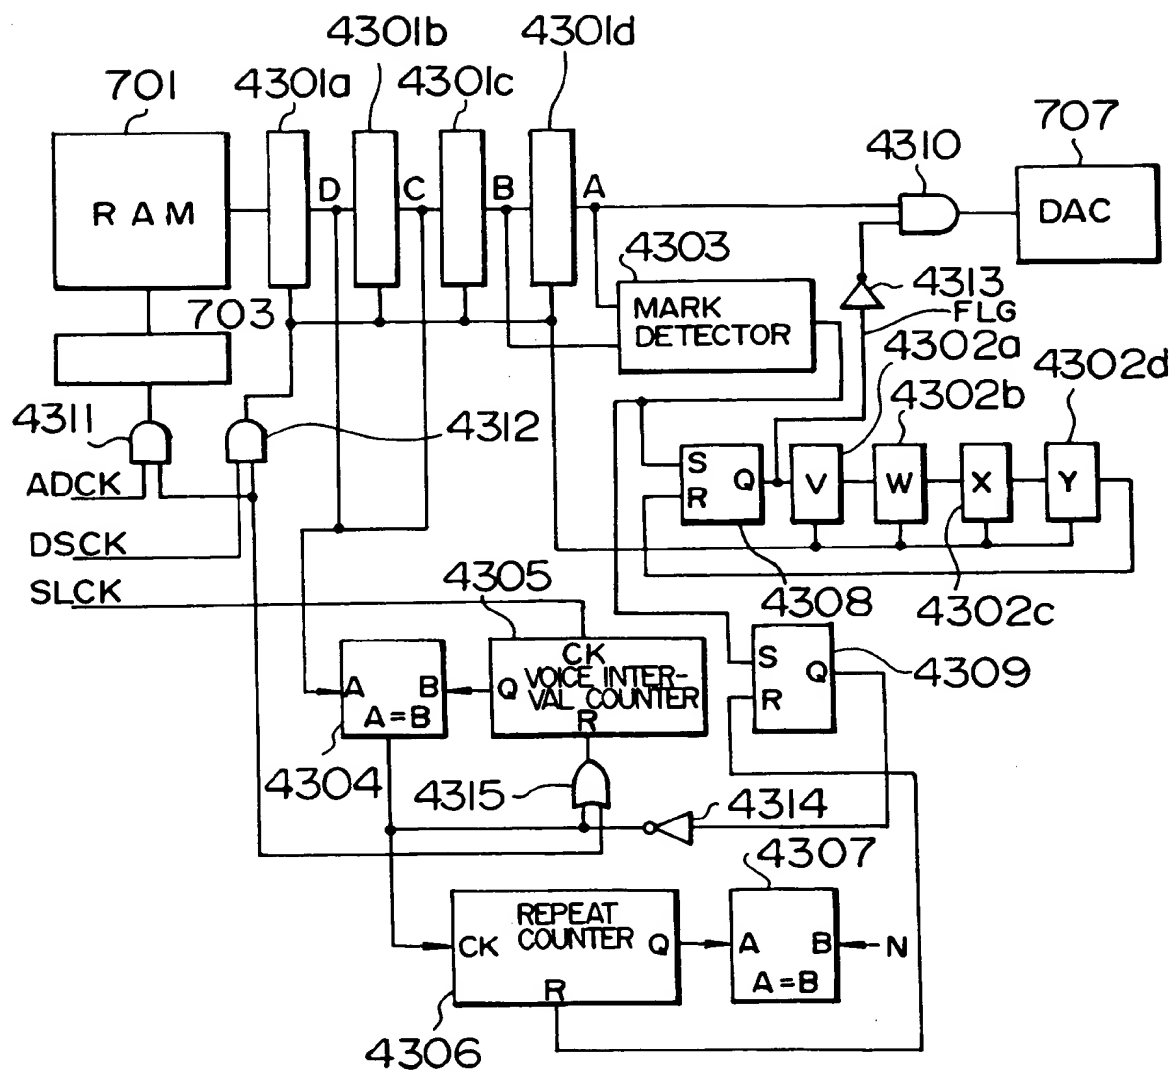 4301b
4301d
701
4301a
4301c
707
4310
RAM
D
C
B
A
DAC
4303
MARK
DETECTOR
4313
FLG
703
4302a
4302d
4302b
4311
4312
ADCK
S
R
Q
V
W
X
Y
DSCK
SLCK
4305
4308
4302c
CK
VOICE INTER-
VAL COUNTER
Q
R
A
B
A=B
S
R
Q
4309
4304
4315
4314
4307
REPEAT
COUNTER
CK
Q
R
A
B
N
A=B
4306